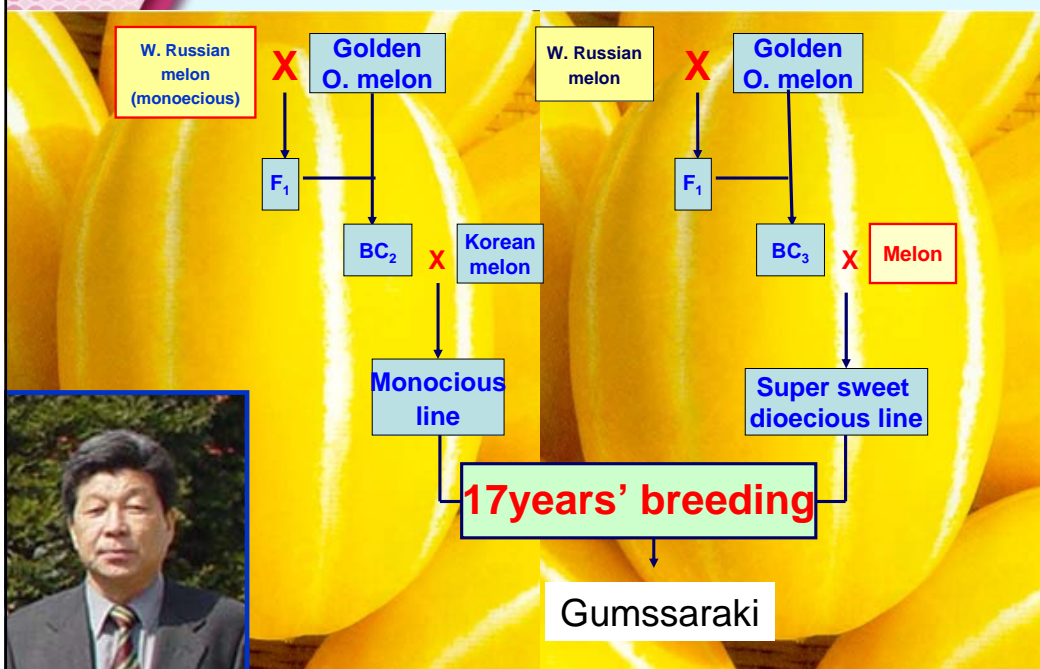 W. Russian
melon
(monoecious)
X
Golden
O. melon
F1
BC2
X
Korean
melon
Monocious
line
W. Russian
melon
X
Golden
O. melon
F1
BC3
X
Melon
Super sweet
dioecious line
17years’ breeding
Gumssaraki